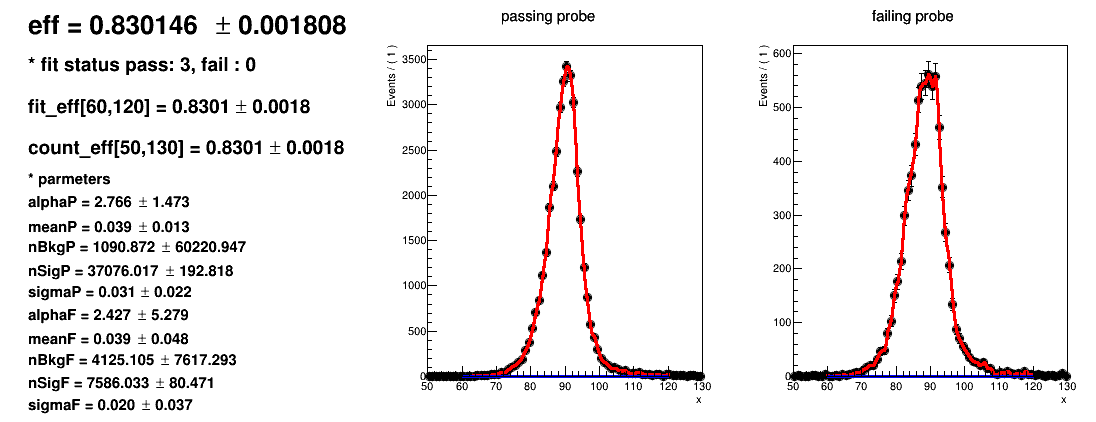 eff = 0.830146 ± 0.001808
* fit status pass: 3, fail : 0
fit_eff[60,120] = 0.8301 ± 0.0018
count_eff[50,130] = 0.8301 ± 0.0018
* parmeters
alphaP = 2.766 ± 1.473
meanP = 0.039 ± 0.013
nBkgP = 1090.872 ± 60220.947
nSigP = 37076.017 ± 192.818
sigmaP = 0.031 ± 0.022
alphaF = 2.427 ± 5.279
meanF = 0.039 ± 0.048
nBkgF = 4125.105 ± 7617.293
nSigF = 7586.033 ± 80.471
sigmaF = 0.020 ± 0.037
passing probe
Events / ( 1 )
3500
3000
2500
2000
1500
1000
500
0
50 60 70 80 90 100 110 120 130
x
failing probe
Events / ( 1 )
600
500
400
300
200
100
0
50 60 70 80 90 100 110 120 130
x